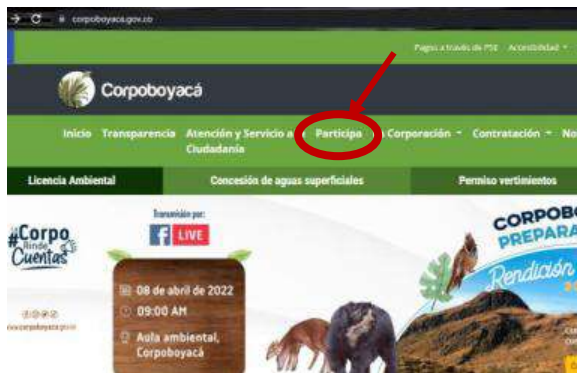 corpoboyaca.gov.co
Pagos a través de PSE Accesibilidad
Corpoboyacá
Inicio Transparencia Atención y Servicio a la Ciudadanía Participa Corporación Contratación No
Licencia Ambiental Concesión de aguas superficiales Permiso vertimientos
#Corpo
Rinde
Cuentas
Transmisión por:
f LIVE
08 de abril de 2022
09:00 AM
Aula ambiental,
Corpoboyacá
CORPOBO
PREPARA
Rendición